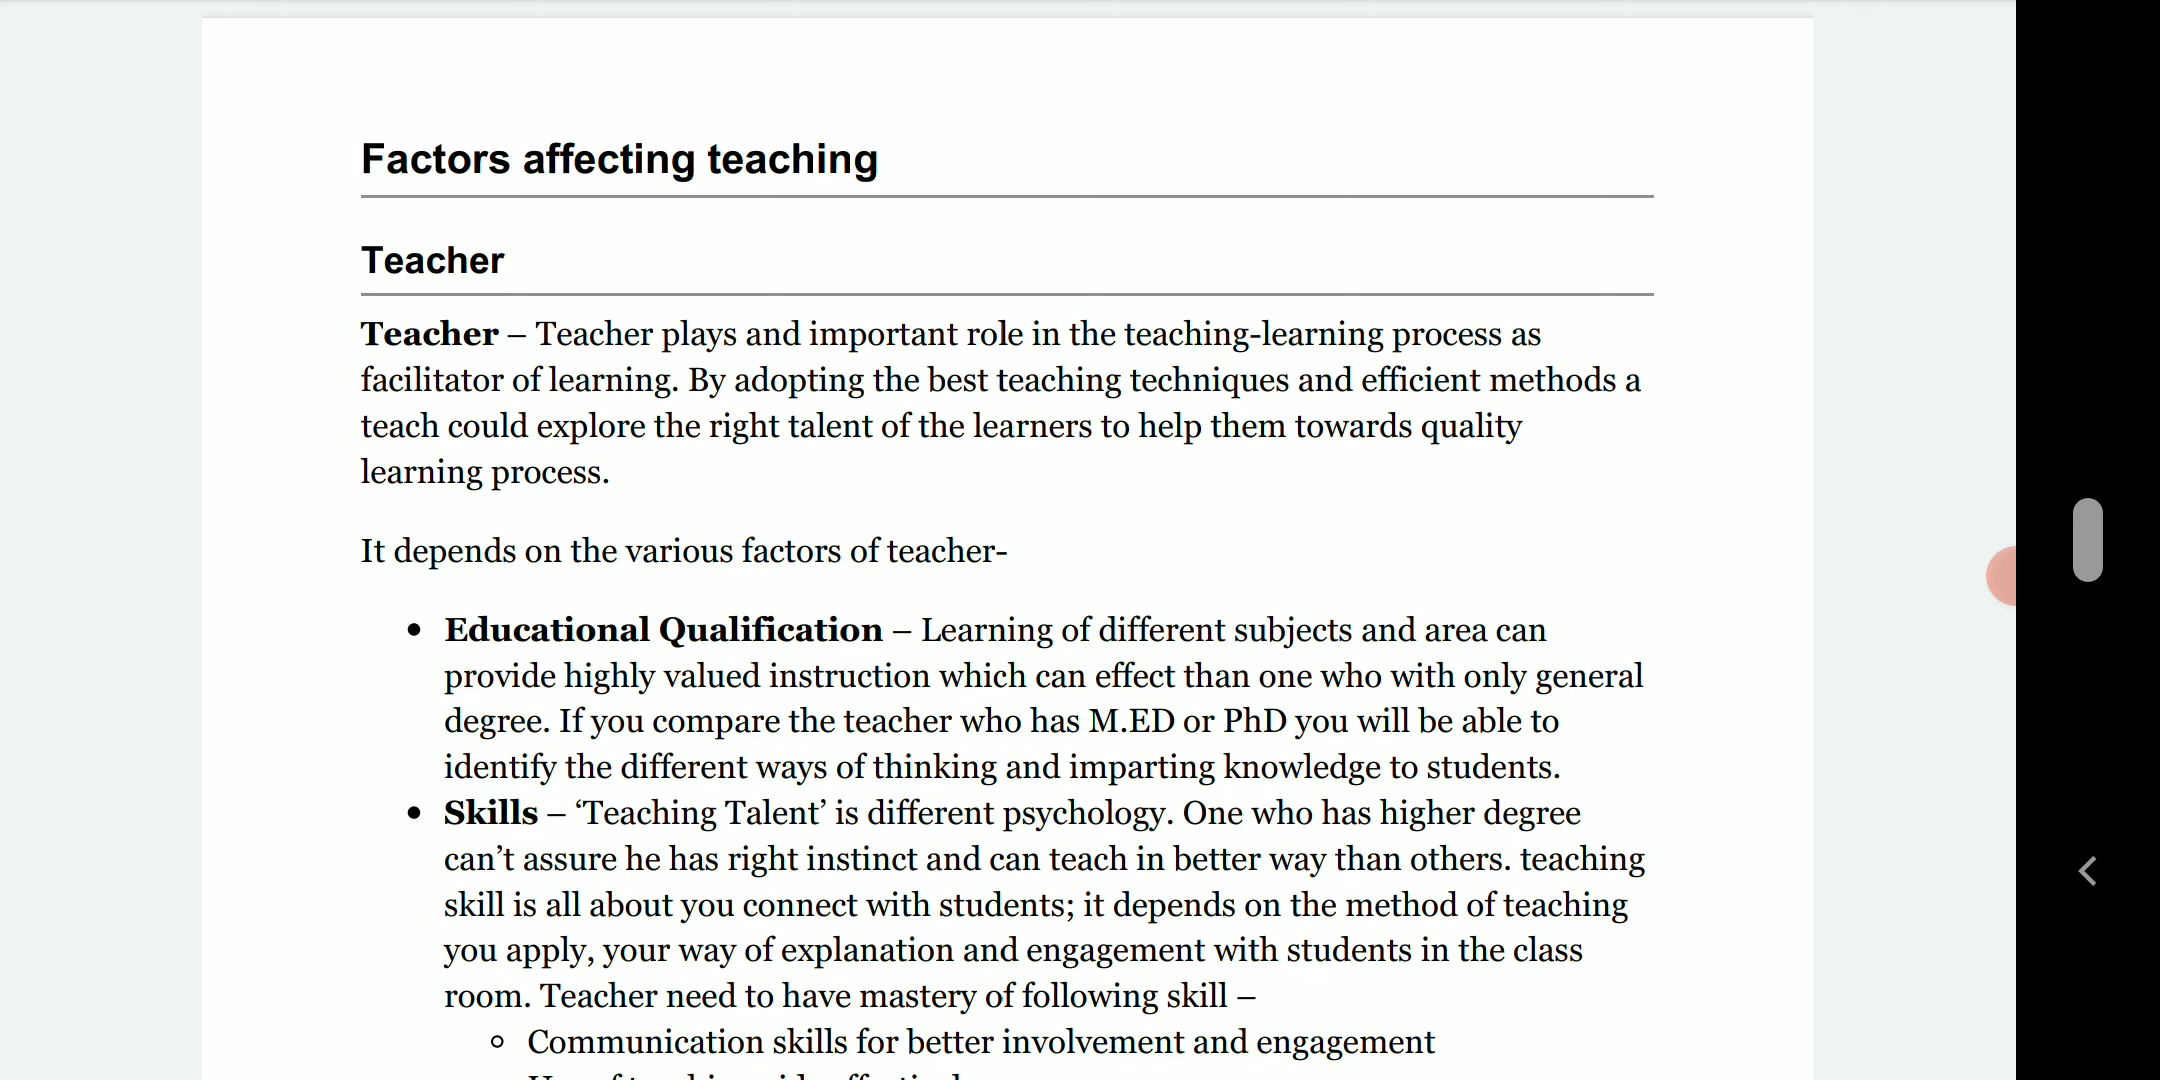 Factors affecting teaching
Teacher
Teacher – Teacher plays and important role in the teaching-learning process as
facilitator of learning. By adopting the best teaching techniques and efficient methods a
teach could explore the right talent of the learners to help them towards quality
learning process.
It depends on the various factors of teacher-
• Educational Qualification – Learning of different subjects and area can
provide highly valued instruction which can effect than one who with only general
degree. If you compare the teacher who has M.ED or PhD you will be able to
identify the different ways of thinking and imparting knowledge to students.
• Skills – ‘Teaching Talent’ is different psychology. One who has higher degree
can’t assure he has right instinct and can teach in better way than others. teaching
skill is all about you connect with students; it depends on the method of teaching
you apply, your way of explanation and engagement with students in the class
room. Teacher need to have mastery of following skill –
◦ Communication skills for better involvement and engagement